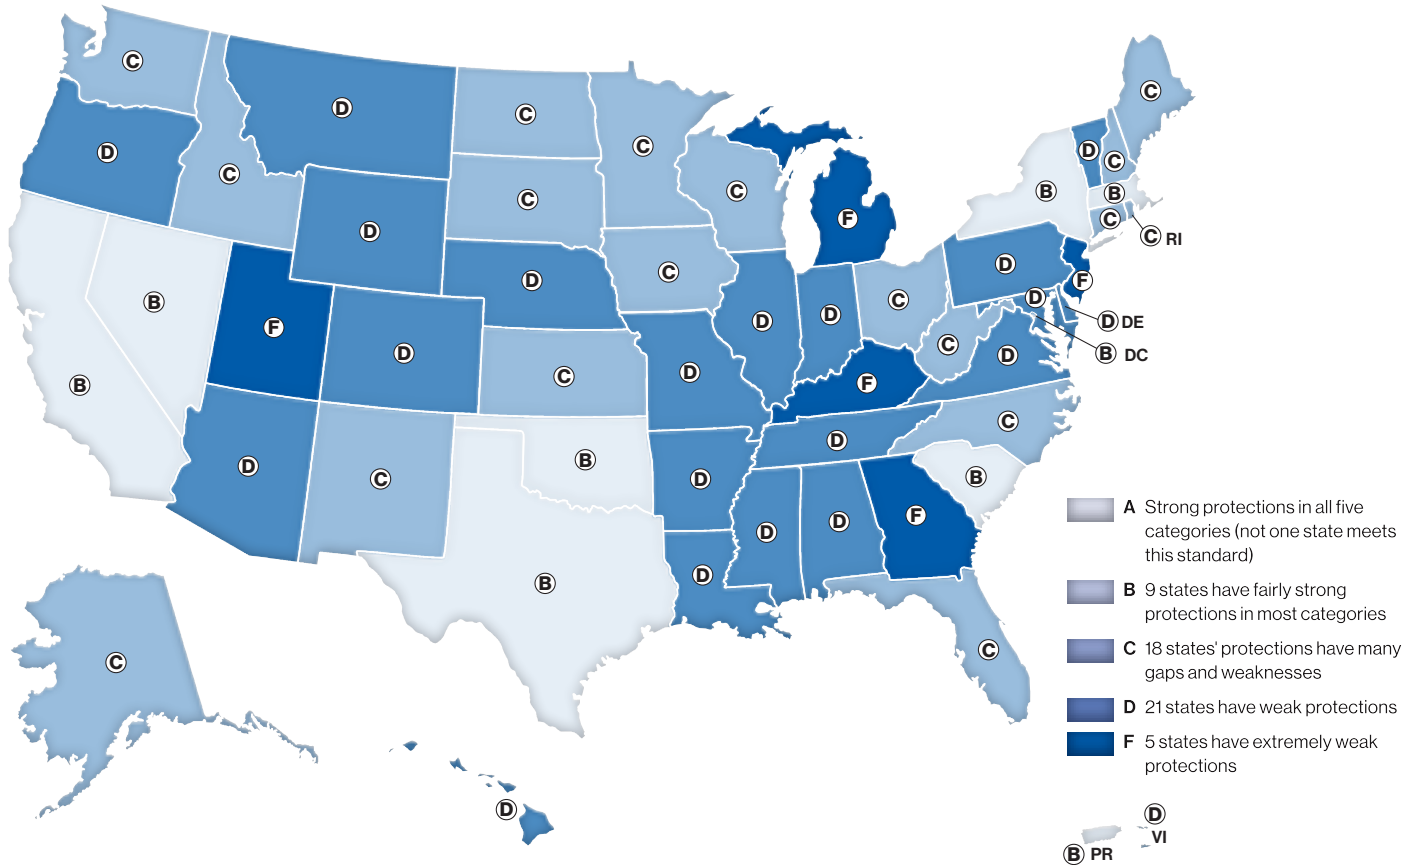 C
D
C
C
C
D
C
C
C
D
C
B
B
C
C RI
F
D
C
D
F
B
D
D
C
D
C
F
D
D
D
D DE
B DC
F
D
D
C
D
C
F
B
C
D
D
C
B
B
D
D
F
D
D
D
B
C
C
D
A Strong protections in all five
categories (not one state meets
this standard)
B 9 states have fairly strong
protections in most categories
C 18 states' protections have many
gaps and weaknesses
D 21 states have weak protections
F 5 states have extremely weak
protections
D
VI
B PR